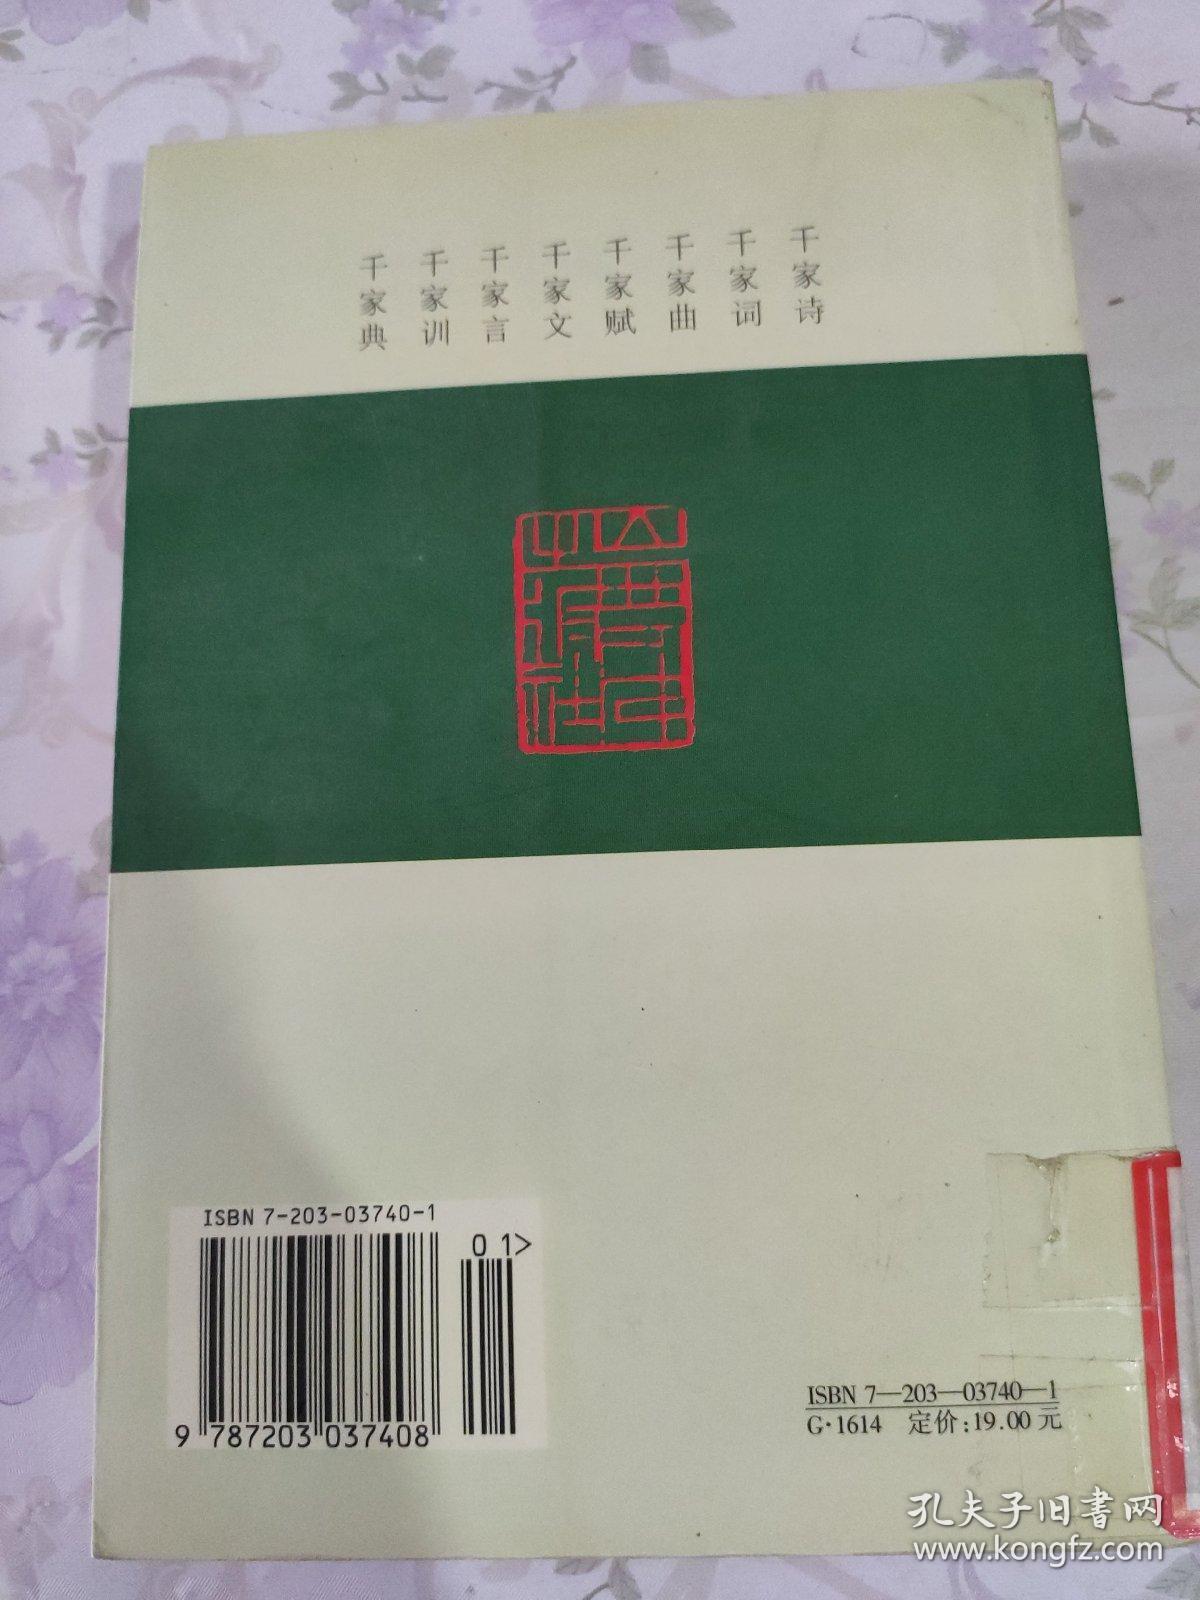 千家诗
千家词
千家曲
千家赋
千家文
千家言
千家训
千家典
ISBN 7-203-03740-1
01>
9 787203 037408
ISBN 7—203—03740—1
G·1614 定价:19.00元
孔夫子旧书网
www.kongfz.com